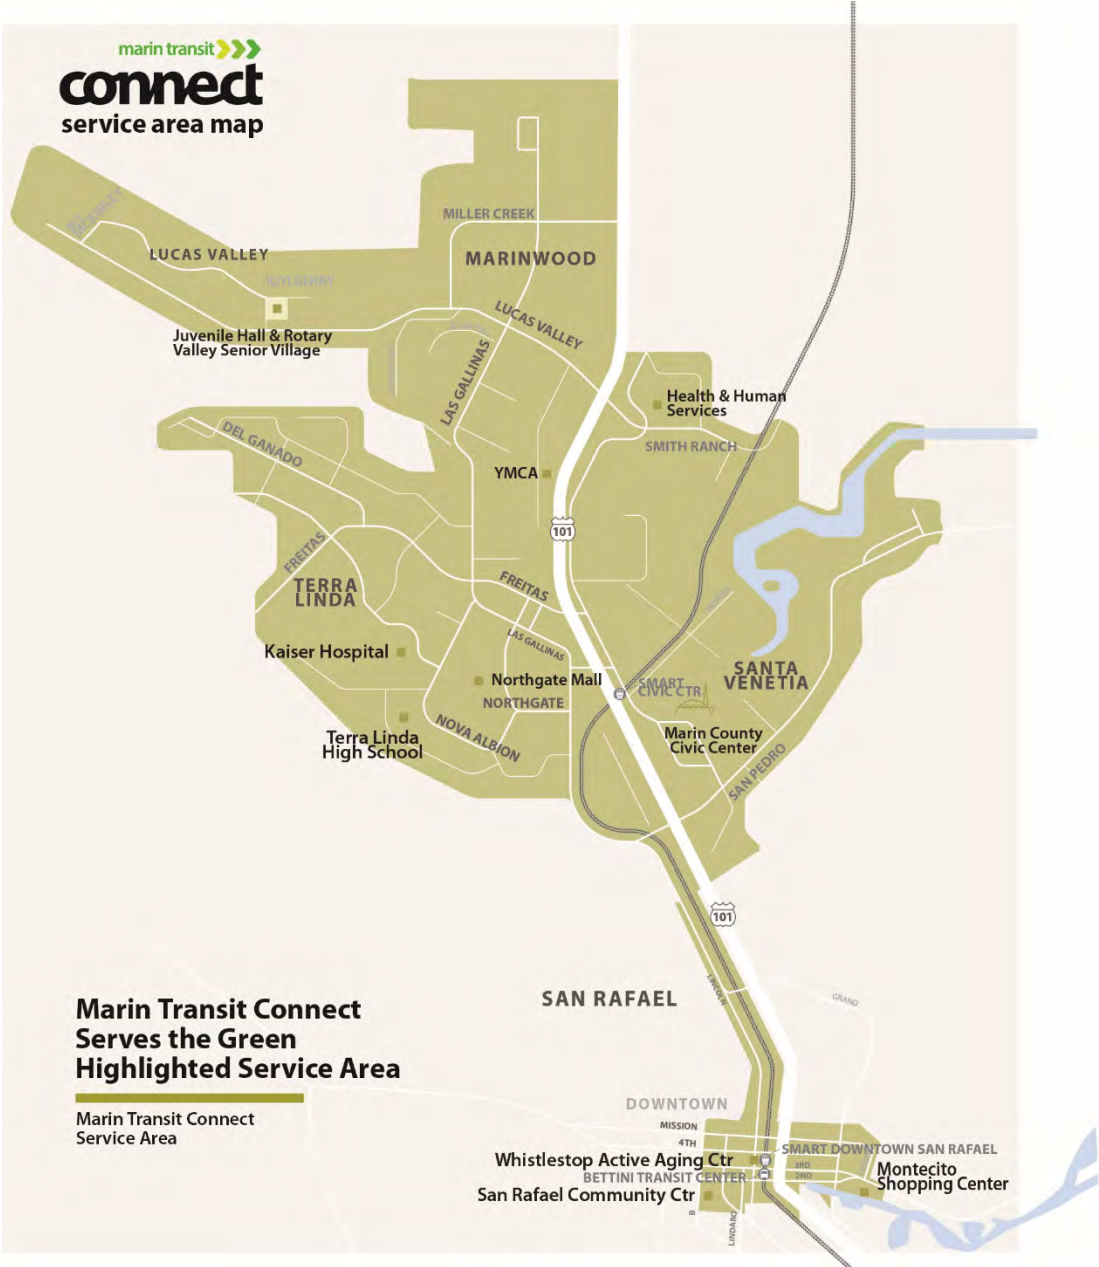 marin transit
connect
service area map
MILLER CREEK
LUCAS VALLEY
MARINWOOD
LUCAS VALLEY
Juvenile Hall & Rotary
Valley Senior Village
LAS GALLINAS
Health & Human
Services
DEL GANADO
SMITH RANCH
YMCA
101
FREITAS
FREITAS
TERRA
LINDA
LAS GALLINAS
Kaiser Hospital
SANTA
VENETIA
Northgate Mall
SMART
CIVIC CTR
NORTHGATE
Terra Linda
High School
NOVA ALBION
Marin County
Civic Center
SAN PEDRO
101
LINCOLN
SAN RAFAEL
GRAND
Marin Transit Connect
Serves the Green
Highlighted Service Area
Marin Transit Connect
Service Area
DOWNTOWN
MISSION
4TH
SMART DOWNTOWN SAN RAFAEL
Whistlestop Active Aging Ctr
3RD
BETTINI TRANSIT CENTER
2ND
Montecito
Shopping Center
San Rafael Community Ctr
B
LINDARO